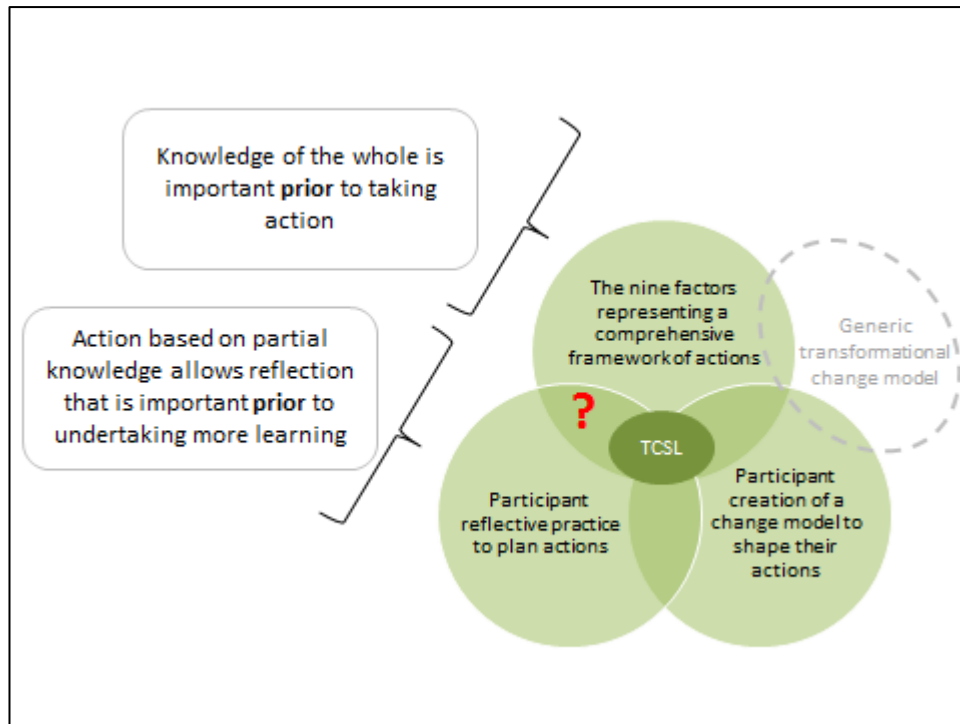 Knowledge of the whole is
important prior to taking
action
Action based on partial
knowledge allows reflection
that is important prior to
undertaking more learning
The nine factors
representing a
comprehensive
framework of actions
Generic
transformational
change model
?
TCSL
Participant
reflective practice
to plan actions
Participant
creation of a
change model to
shape their
actions